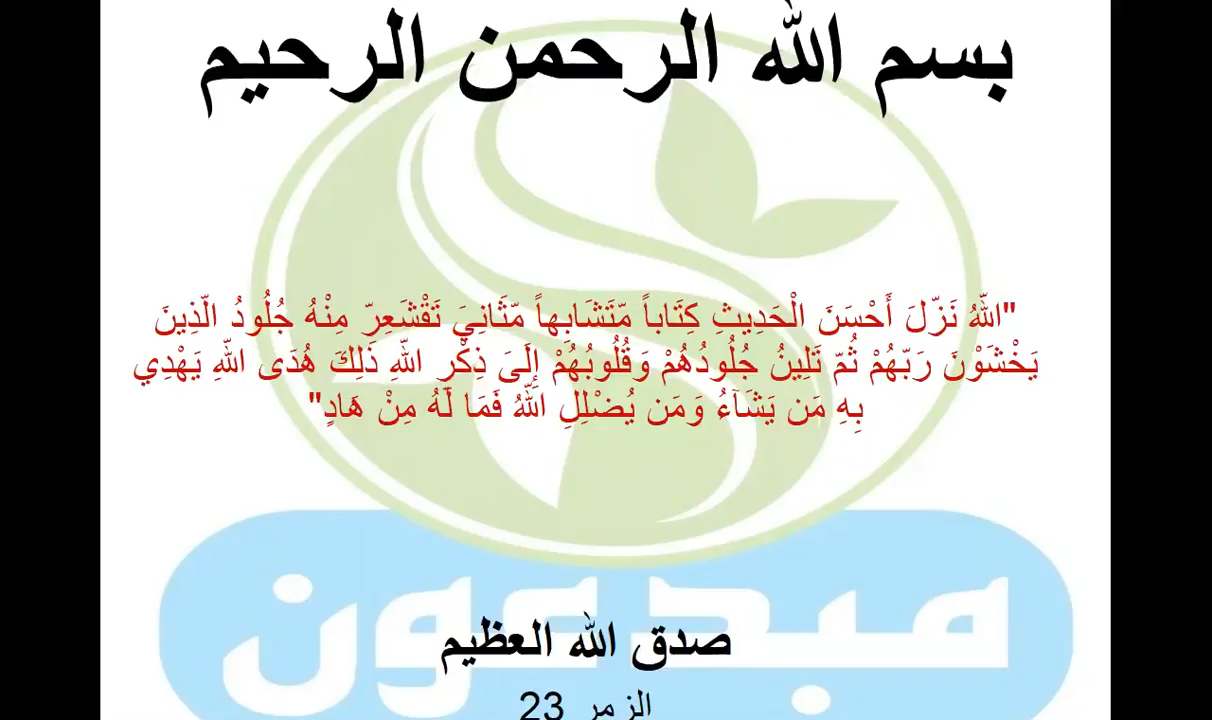 بسم الله الرحمن الرحيم
"اللّهُ نَزّلَ أَحْسَنَ الْحَدِيثِ كِتَاباً مّتَشَابِهاً مّثَانِيَ تَقْشَعِرّ مِنْهُ جُلُودُ الّذِينَ
يَخْشَوْنَ رَبّهُمْ ثُمّ تَلِينُ جُلُودُهُمْ وَقُلُوبُهُمْ إِلَىَ ذِكْرِ اللّهِ ذَلِكَ هُدَى اللّهِ يَهْدِي
بِهِ مَن يَشَآءُ وَمَن يُضْلِلِ اللّهُ فَمَا لَهُ مِنْ هَادٍ"
مبدعون
صدق الله العظيم
الزمر 23